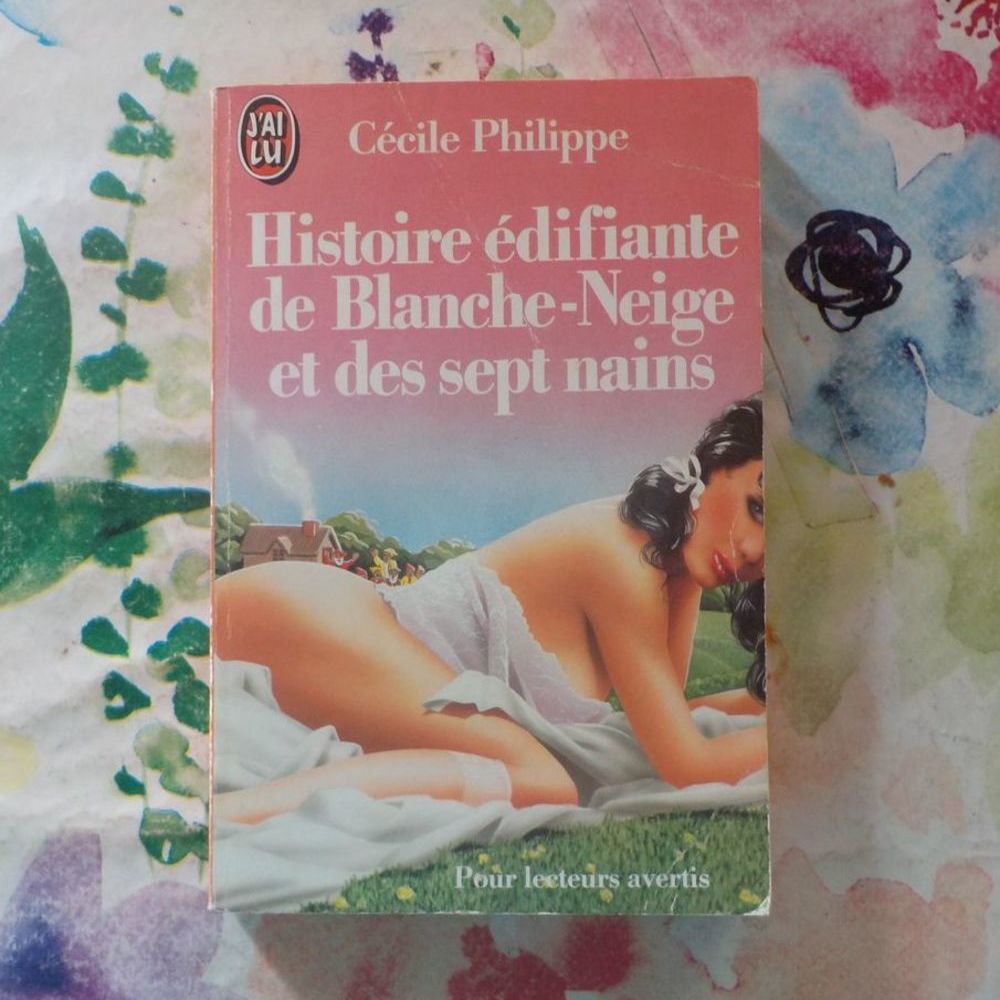 J'AI
LU
Cécile Philippe
Histoire édifiante
de Blanche-Neige
et des sept nains
Pour lecteurs avertis